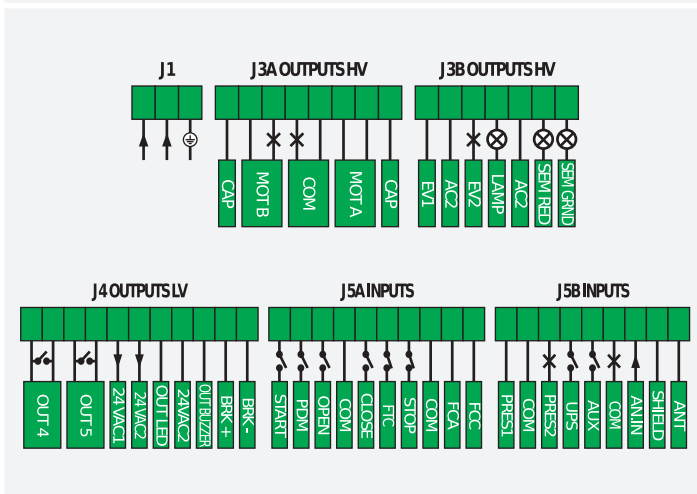 J1
J3A OUTPUTS HV
J3B OUTPUTS HV
CAP
MOT B
COM
MOT A
CAP
EV1
AC2
EV2
LAMP
AC2
SEM RED
SEM GRND
J4 OUTPUTS LV
J5A INPUTS
J5B INPUTS
OUT 4
OUT 5
24 VAC1
24 VAC2
OUT LED
24VAC2
OUT BUZZER
BRK +
BRK -
START
PDM
OPEN
COM
CLOSE
FTC
STOP
COM
FCA
FCC
PRES1
COM
PRES2
UPS
AUX
COM
AN.IN
SHIELD
ANT